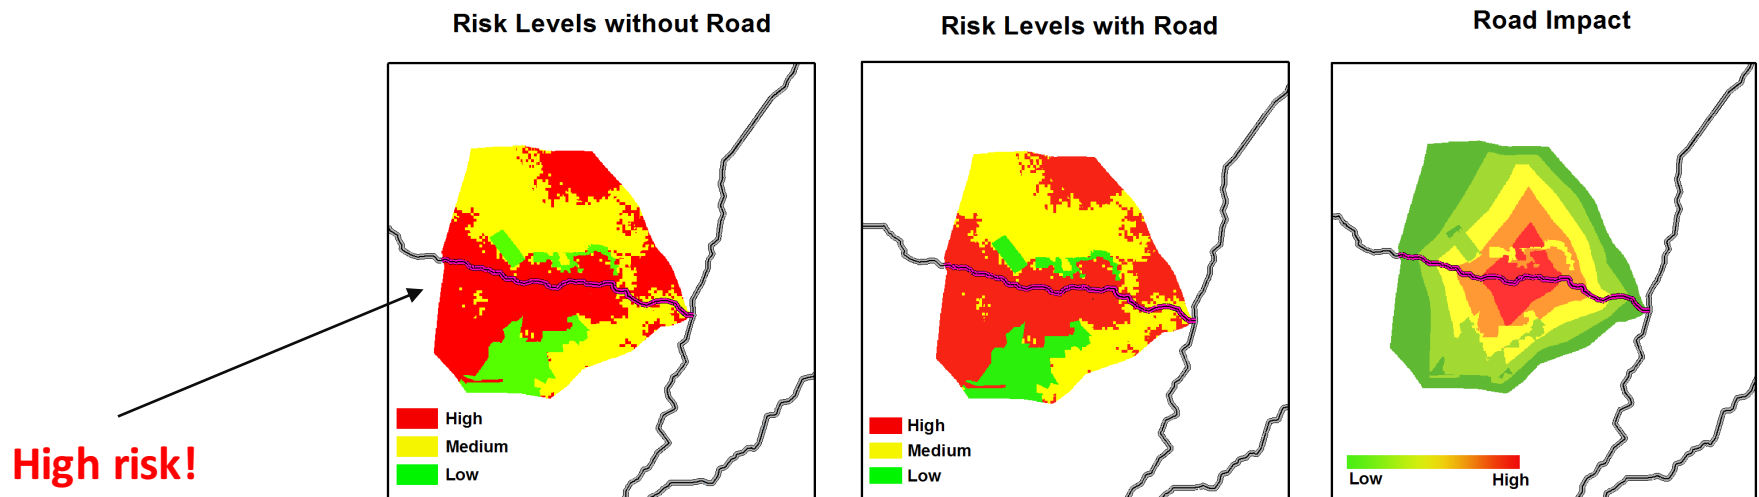 Risk Levels without Road
Risk Levels with Road
Road Impact
High risk!
High
Medium
Low
High
Medium
Low
Low
High